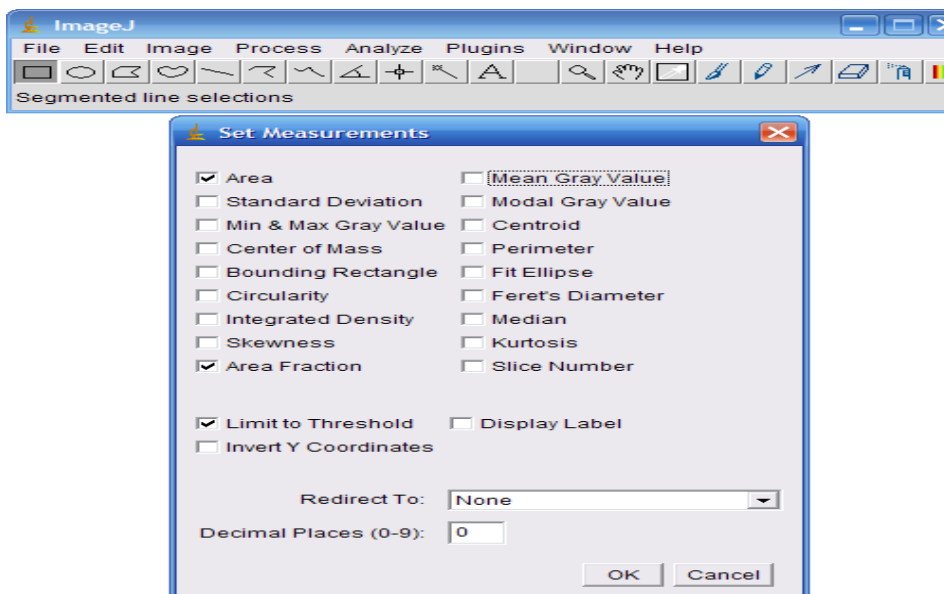 ImageJ
File Edit Image Process Analyze Plugins Window Help
A
Segmented line selections
Set Measurements
Area Mean Gray Value
Standard Deviation Modal Gray Value
Min & Max Gray Value Centroid
Center of Mass Perimeter
Bounding Rectangle Fit Ellipse
Circularity Feret's Diameter
Integrated Density Median
Skewness Kurtosis
Area Fraction Slice Number
Limit to Threshold Display Label
Invert Y Coordinates
Redirect To: None
Decimal Places (0-9): 0
OK Cancel